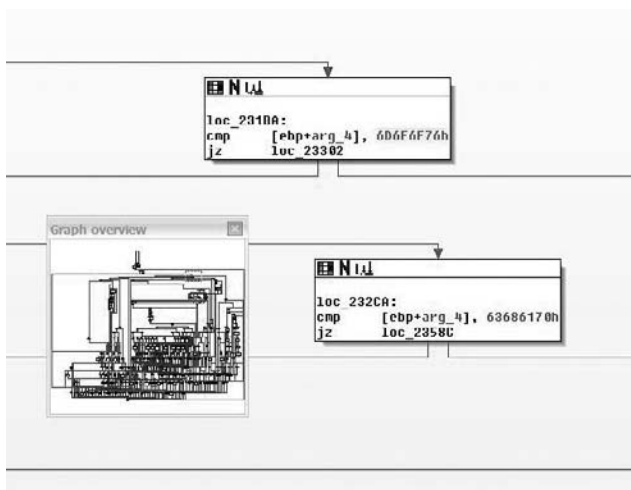 loc_231DA:
cmp [ebp+arg_4], 6D6F6F76h
jz loc_23302
Graph overview
loc_232CA:
cmp [ebp+arg_4], 63686170h
jz loc_2358C